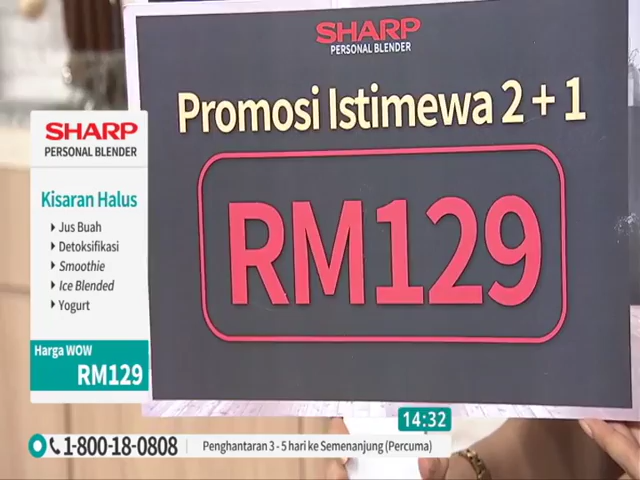 SHARP
PERSONAL BLENDER
Promosi Istimewa 2 + 1
RM129
SHARP
PERSONAL BLENDER
Kisaran Halus
Jus Buah
Detoksifikasi
Smoothie
Ice Blended
Yogurt
Harga WOW
RM129
14:32
1-800-18-0808
Penghantaran 3 - 5 hari ke Semenanjung (Percuma)